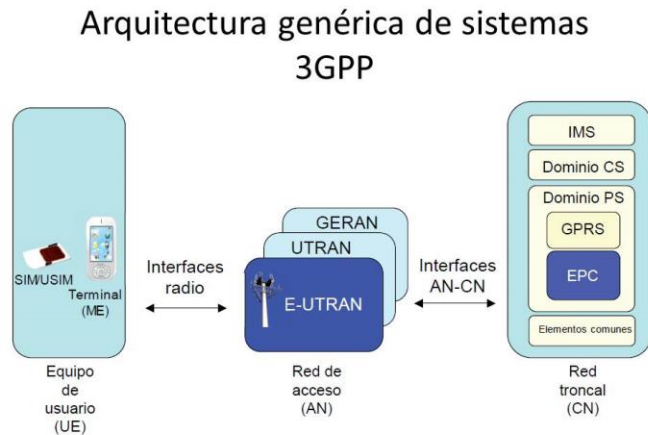 Arquitectura genérica de sistemas
3GPP
SIM/USIM
Terminal
(ME)
Equipo
de
usuario
(UE)
Interfaces
radio
GERAN
UTRAN
E-UTRAN
Red de
acceso
(AN)
Interfaces
AN-CN
IMS
Dominio CS
Dominio PS
GPRS
EPC
Elementos comunes
Red
troncal
(CN)